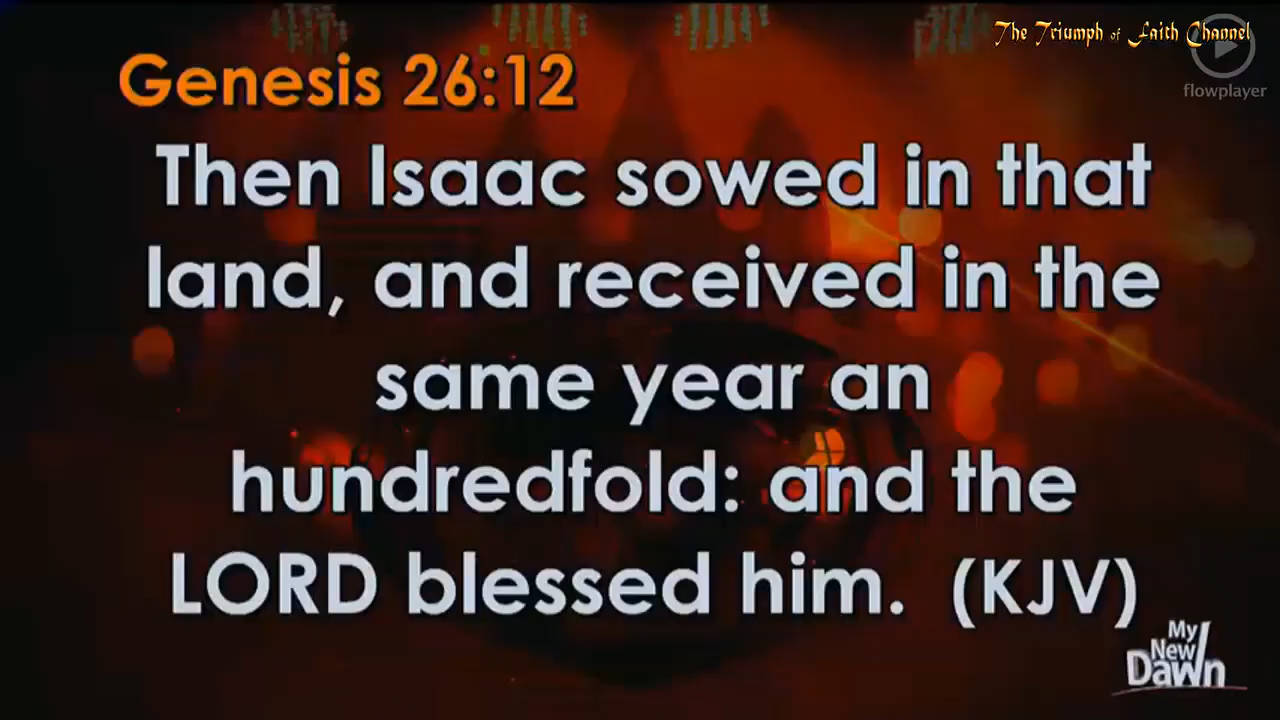 The Triumph of Faith Channel
flowplayer
Genesis 26:12
Then Isaac sowed in that
land, and received in the
same year an
hundredfold: and the
LORD blessed him. (KJV)
My
New
Dawn